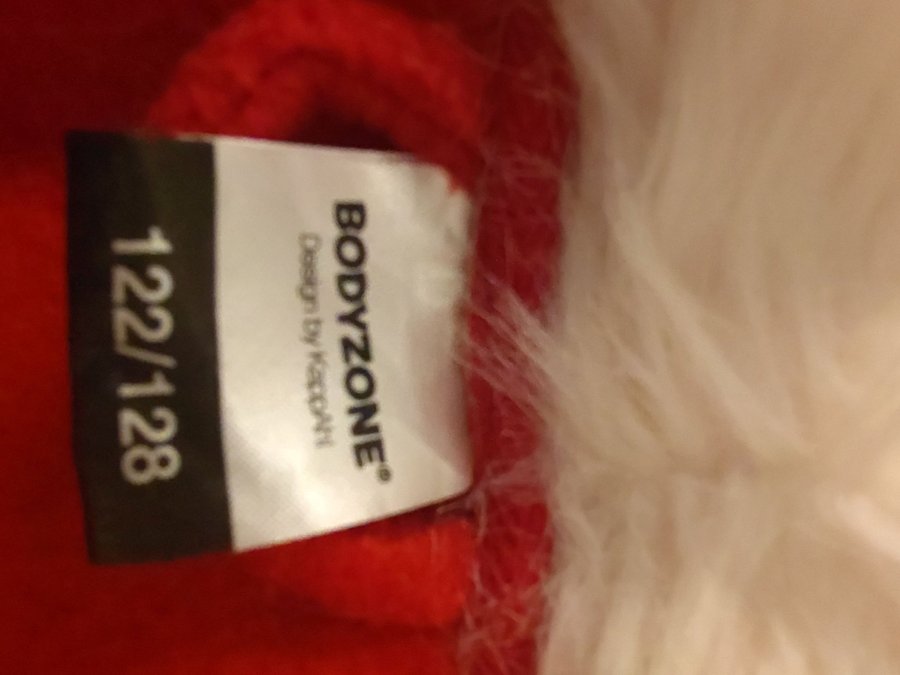 BODYZONE®
Design by KappAhl
122/128